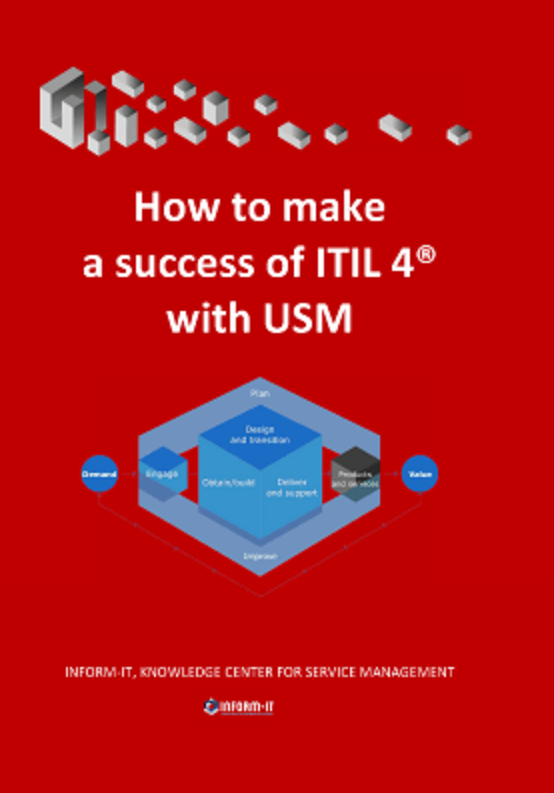 How to make
a success of ITIL 4®
with USM
Plan
Design
and transition
Demand
Engage
Obtain/build
Deliver
and support
Products
and services
Value
Improve
INFORM-IT, KNOWLEDGE CENTER FOR SERVICE MANAGEMENT
INFORM-IT